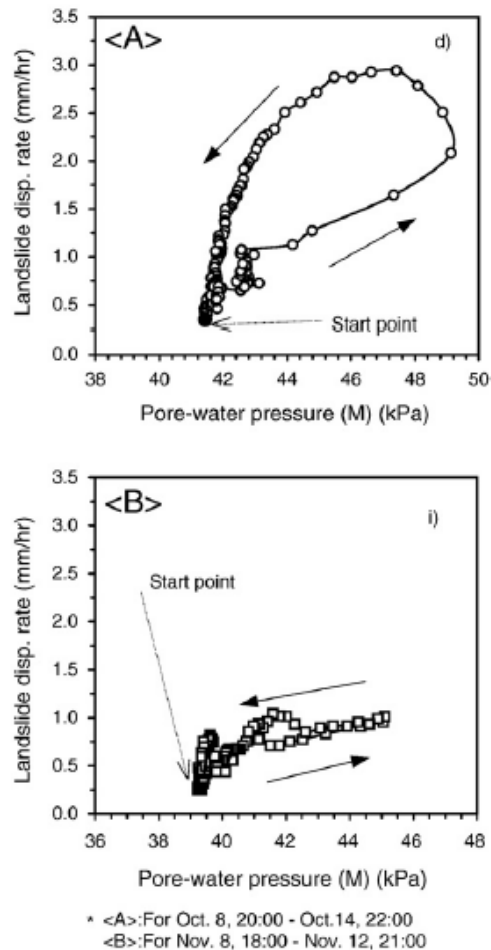 <A>
d)
3.5
3.0
2.5
2.0
1.5
1.0
0.5
0.0
Landslide disp. rate (mm/hr)
Start point
38 40 42 44 46 48 50
Pore-water pressure (M) (kPa)
<B>
i)
3.5
3.0
2.5
2.0
1.5
1.0
0.5
0.0
Landslide disp. rate (mm/hr)
Start point
36 38 40 42 44 46 48
Pore-water pressure (M) (kPa)
* <A>:For Oct. 8, 20:00 - Oct.14, 22:00
<B>:For Nov. 8, 18:00 - Nov. 12, 21:00